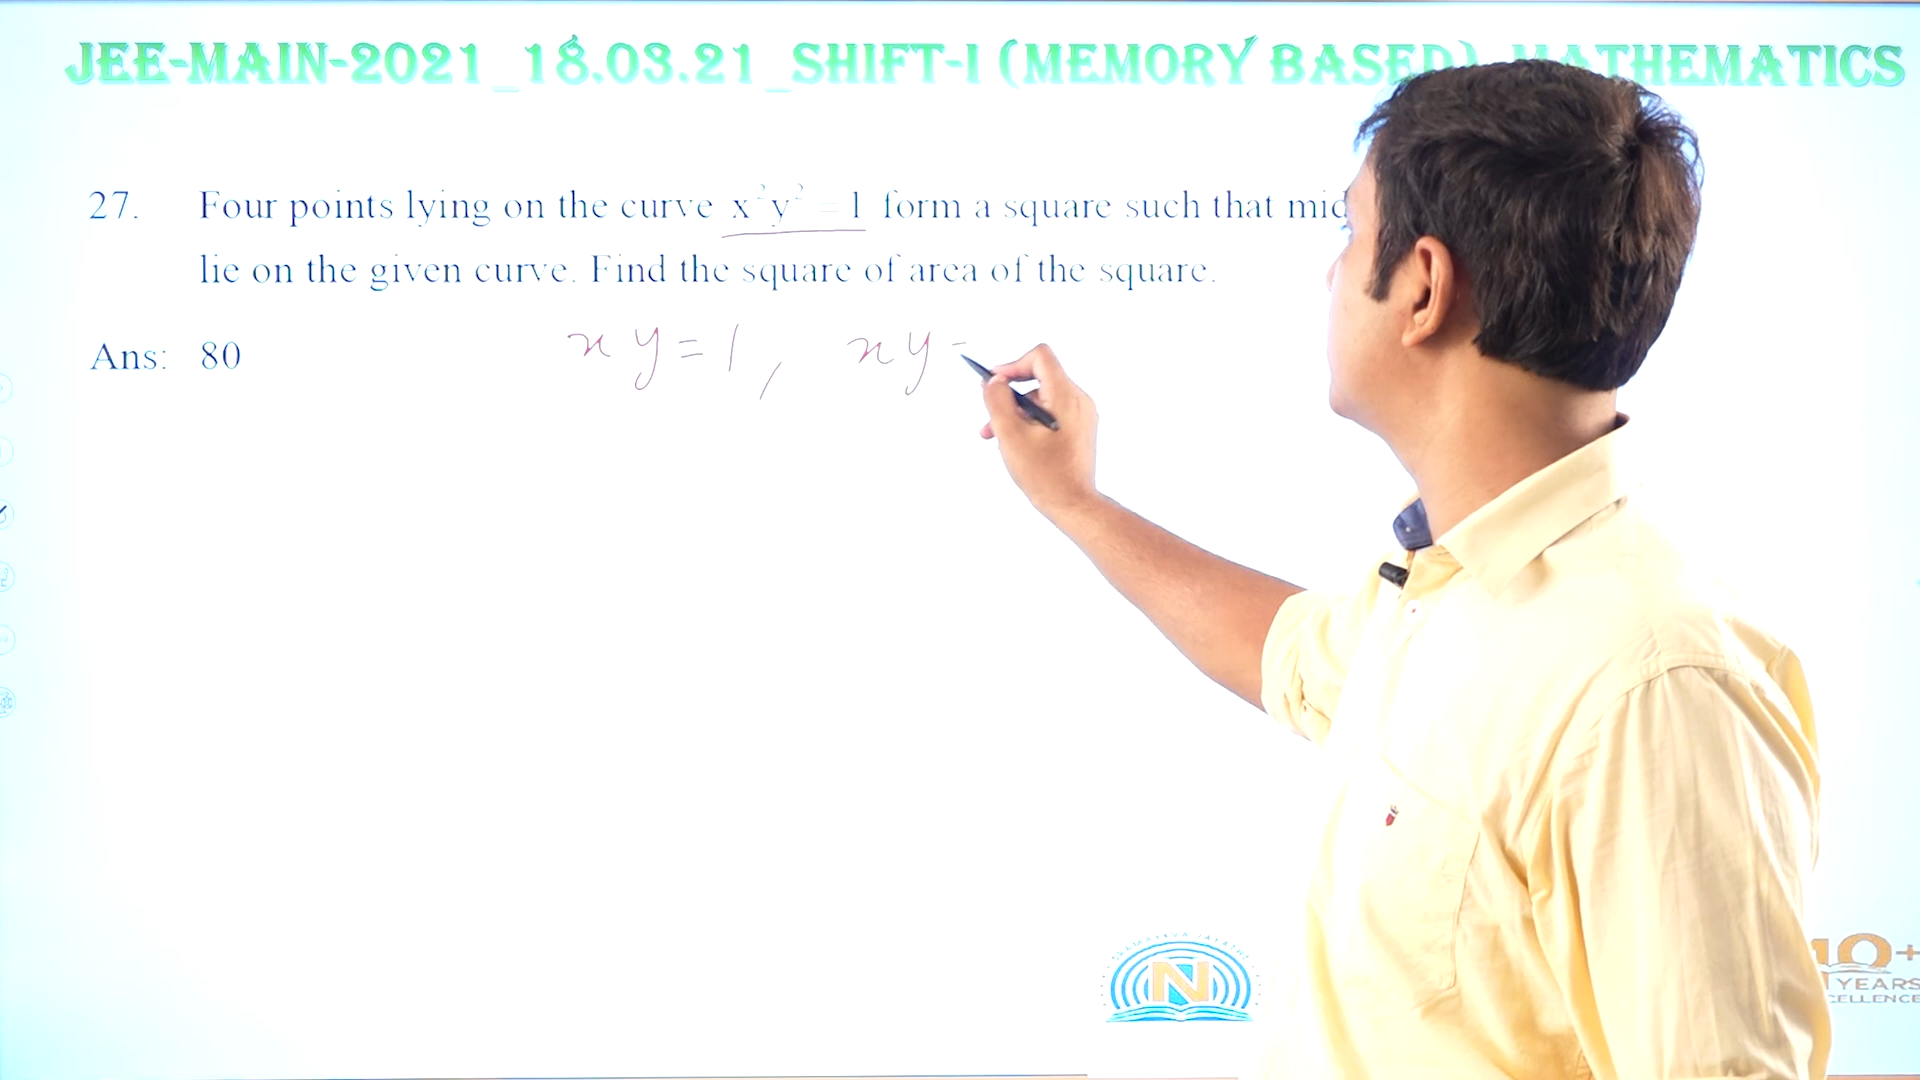 JEE-MAIN-2021_18.03.21_SHIFT-I (MEMORY BASED) MATHEMATICS
27. Four points lying on the curve x²y² = 1 form a square such that mid
lie on the given curve. Find the square of area of the square.
Ans: 80
xy = 1, xy -
N
10+
YEARS